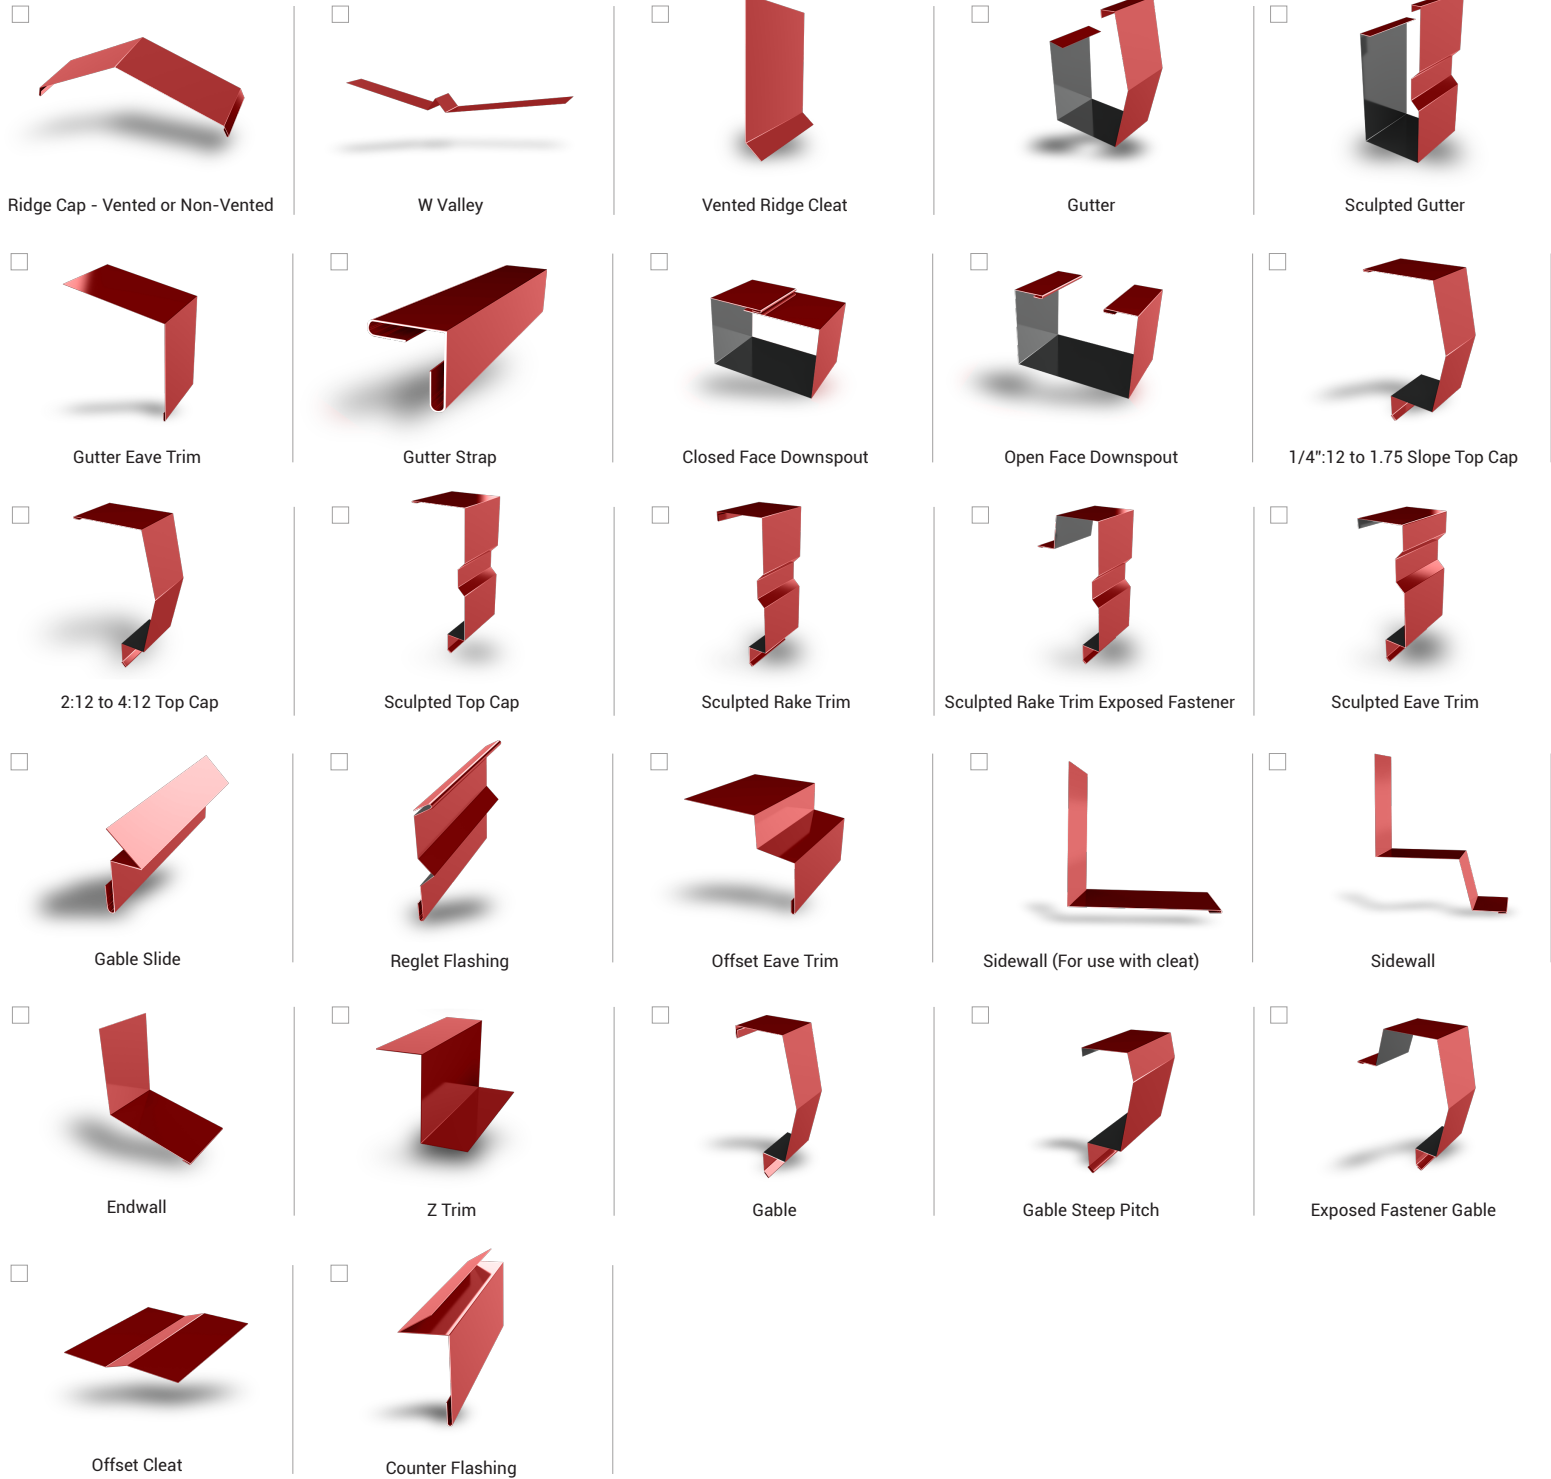 Ridge Cap - Vented or Non-Vented
W Valley
Vented Ridge Cleat
Gutter
Sculpted Gutter
Gutter Eave Trim
Gutter Strap
Closed Face Downspout
Open Face Downspout
1/4":12 to 1.75 Slope Top Cap
2:12 to 4:12 Top Cap
Sculpted Top Cap
Sculpted Rake Trim
Sculpted Rake Trim Exposed Fastener
Sculpted Eave Trim
Gable Slide
Reglet Flashing
Offset Eave Trim
Sidewall (For use with cleat)
Sidewall
Endwall
Z Trim
Gable
Gable Steep Pitch
Exposed Fastener Gable
Offset Cleat
Counter Flashing